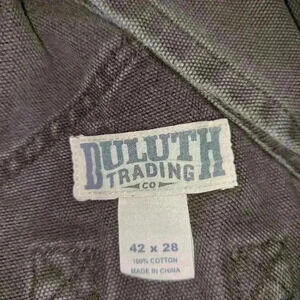 DULUTH
TRADING
CO
42 x 28
100% COTTON
MADE IN CHINA